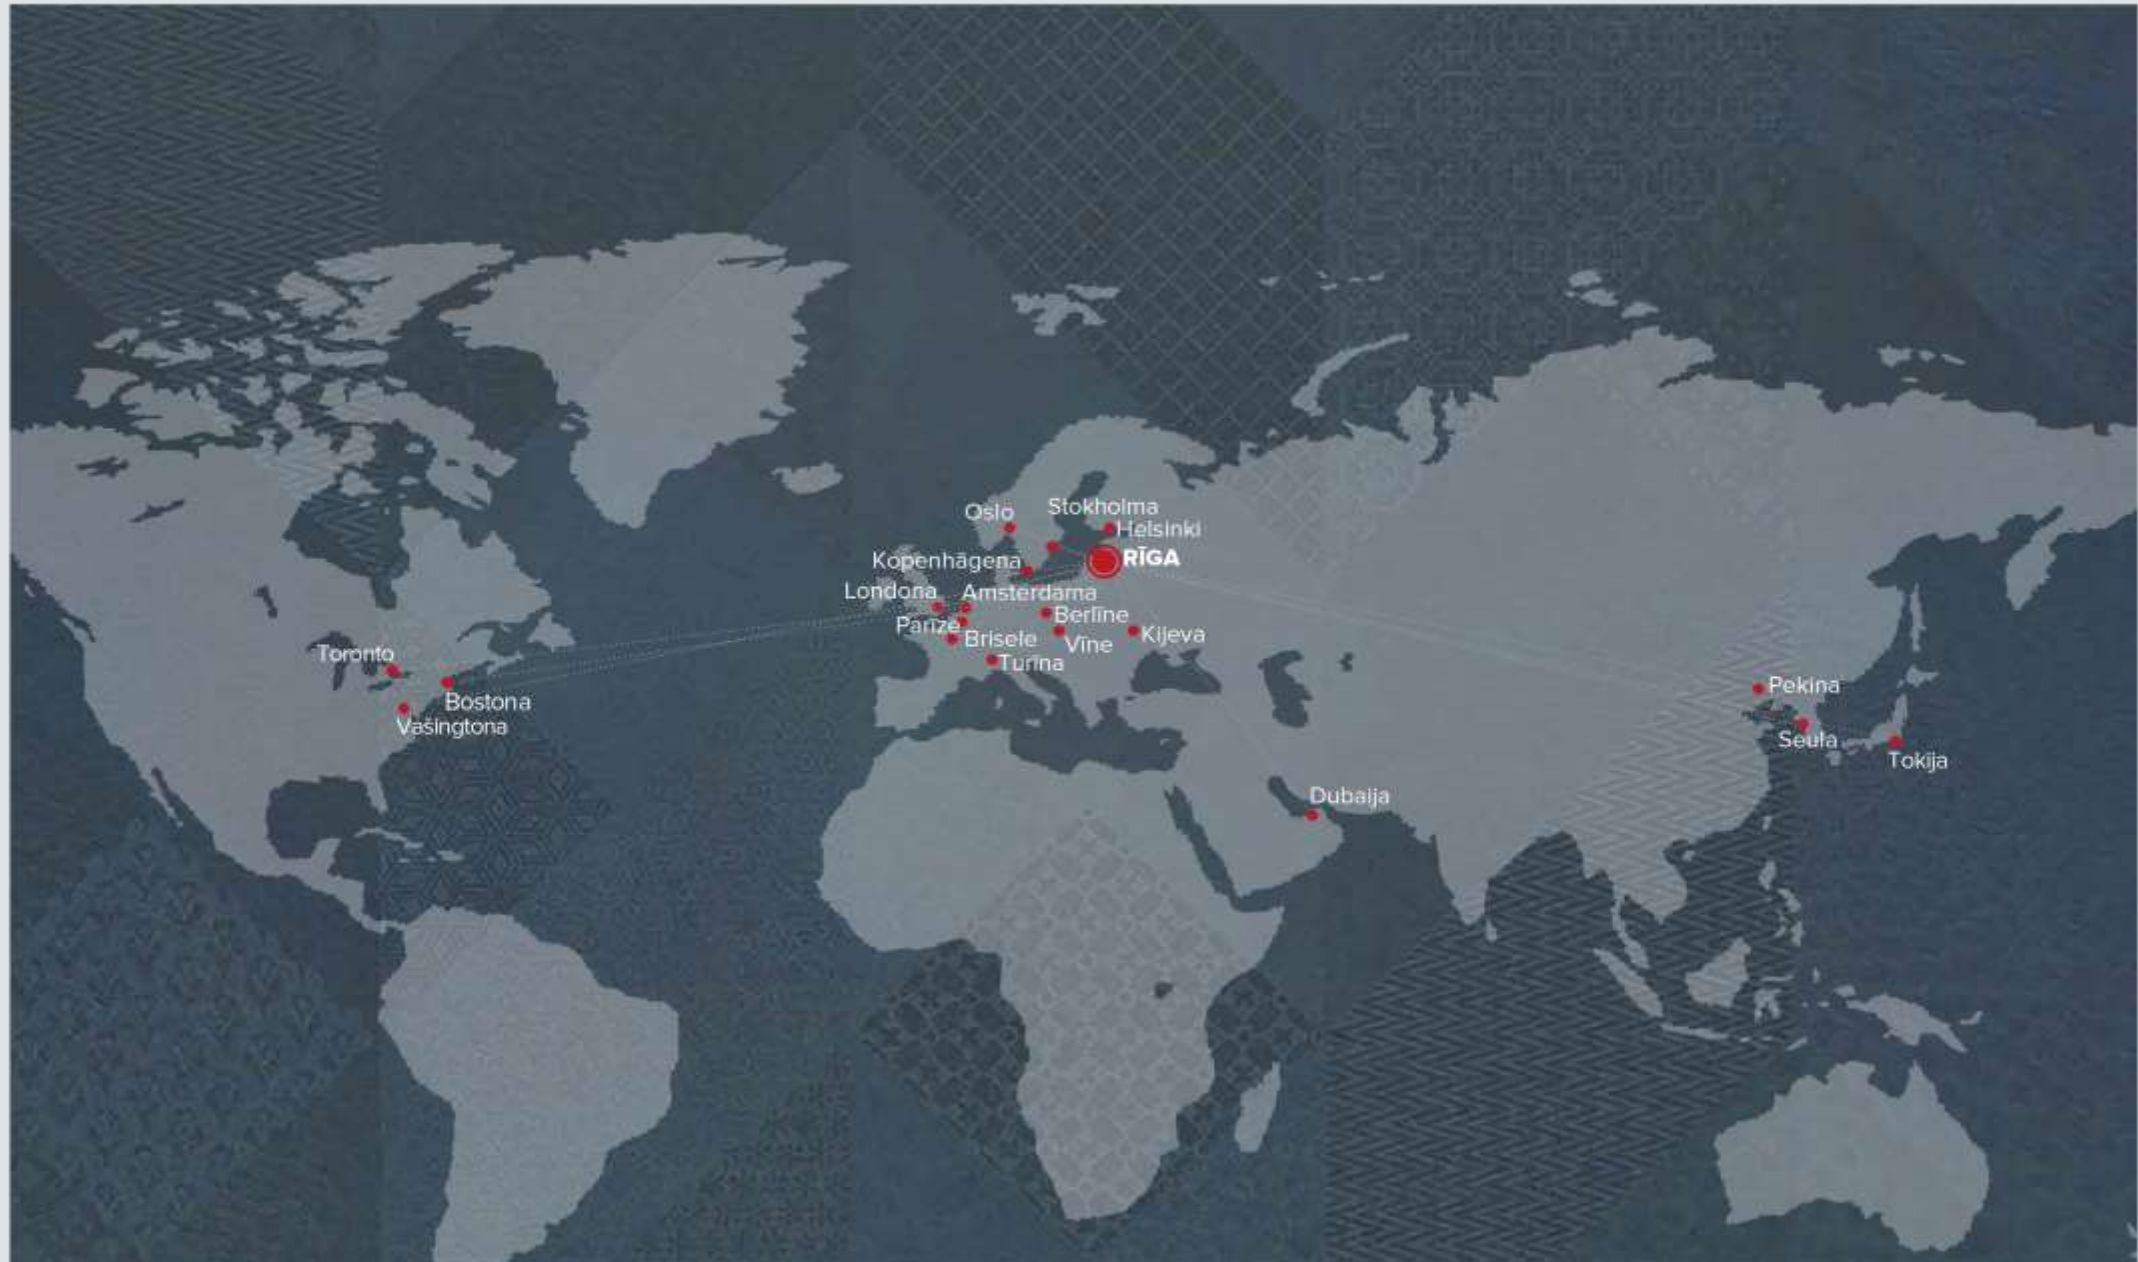 Stokholma
Oslo
Helsinki
RĪGA
Kopenhāgena
Londona
Amsterdama
Berlīne
Parīze
Kijeva
Brisele
Vīne
Turīna
Toronto
Bostona
Vašingtona
Pekina
Seula
Tokija
Dubaija